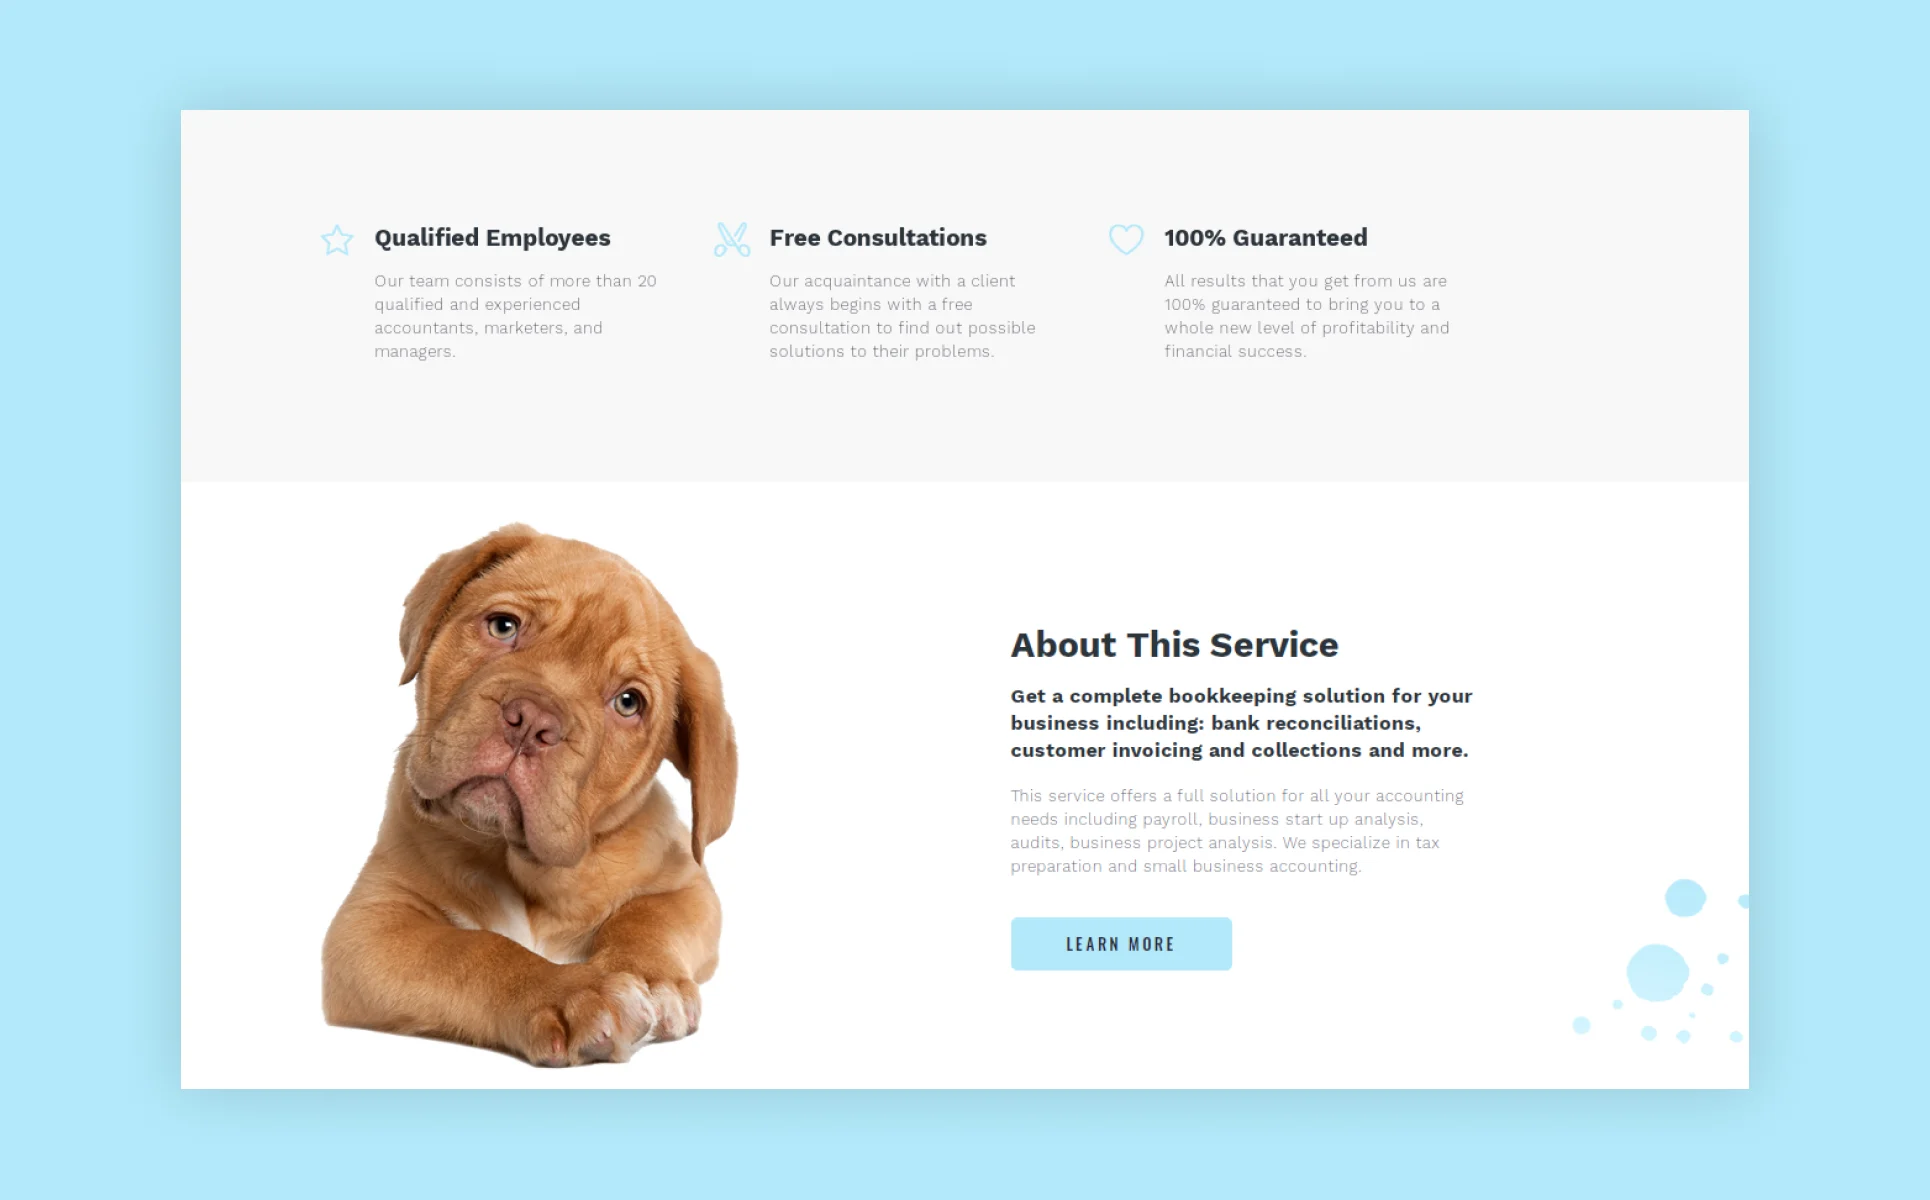 Qualified Employees
Our team consists of more than 20
qualified and experienced
accountants, marketers, and
managers.
Free Consultations
Our acquaintance with a client
always begins with a free
consultation to find out possible
solutions to their problems.
100% Guaranteed
All results that you get from us are
100% guaranteed to bring you to a
whole new level of profitability and
financial success.
About This Service
Get a complete bookkeeping solution for your
business including: bank reconciliations,
customer invoicing and collections and more.
This service offers a full solution for all your accounting
needs including payroll, business start up analysis,
audits, business project analysis. We specialize in tax
preparation and small business accounting.
LEARN MORE